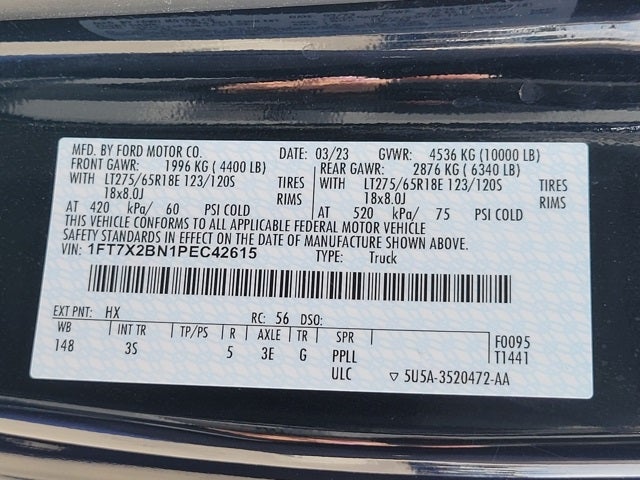 MFD. BY FORD MOTOR CO. DATE: 03/23 GVWR: 4536 KG (10000 LB)
FRONT GAWR: 1996 KG (4400 LB) REAR GAWR: 2876 KG (6340 LB)
WITH LT275/65R18E 123/120S TIRES WITH LT275/65R18E 123/120S TIRES
18x8.0J RIMS 18x8.0J RIMS
AT 420 kPa/ 60 PSI COLD AT 520 kPa/ 75 PSI COLD
THIS VEHICLE CONFORMS TO ALL APPLICABLE FEDERAL MOTOR VEHICLE
SAFETY STANDARDS IN EFFECT ON THE DATE OF MANUFACTURE SHOWN ABOVE.
VIN: 1FT7X2BN1PEC42615 TYPE: Truck
EXT PNT: HX RC: 56 DSO:
WB INT TR TP/PS R AXLE TR SPR F0095
148 3S 5 3E G PPLL T1441
ULC ▽ 5U5A-3520472-AA